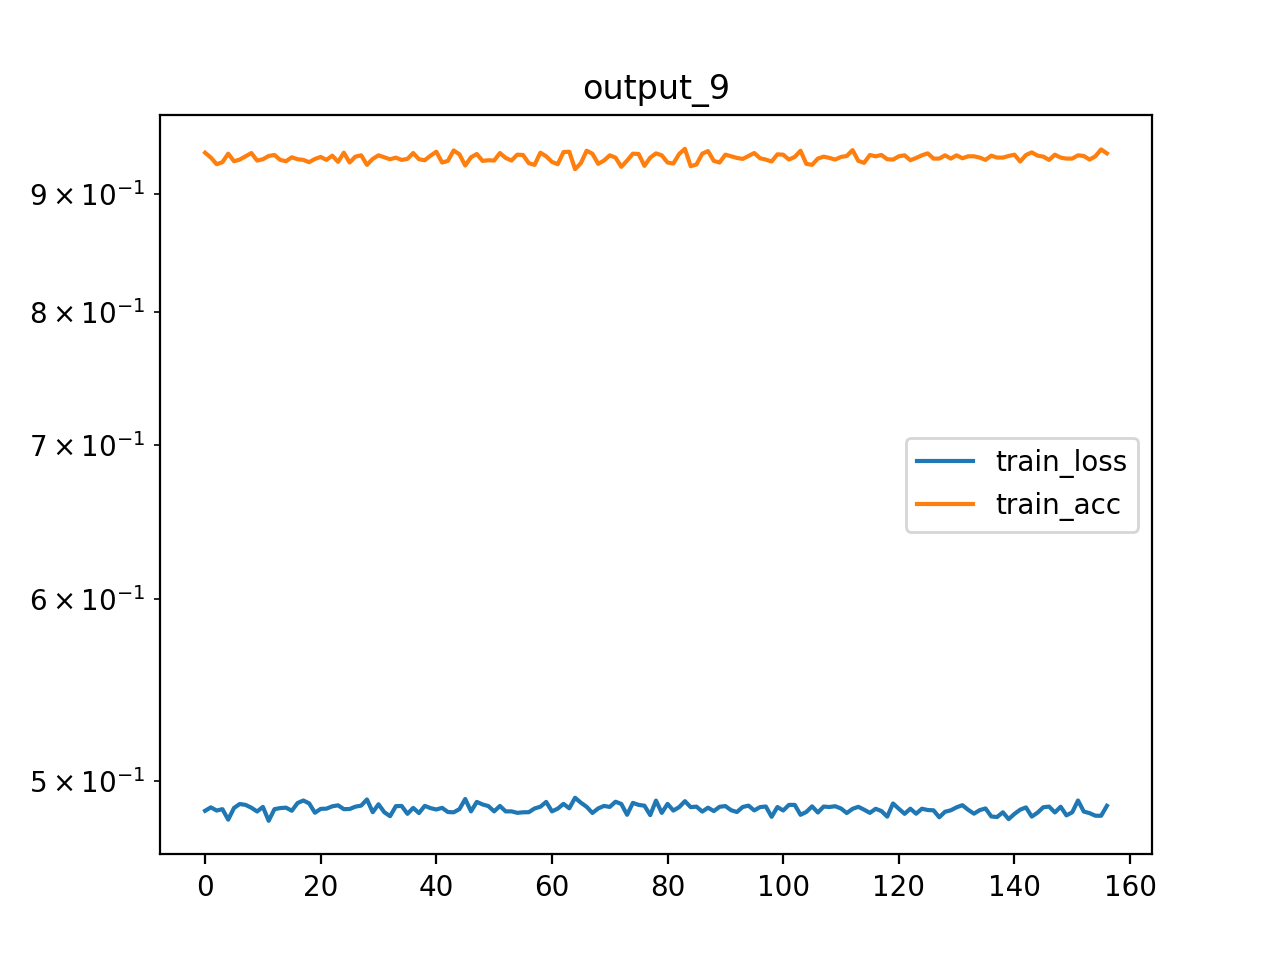 output_9
9 × 10⁻¹
8 × 10⁻¹
7 × 10⁻¹
6 × 10⁻¹
5 × 10⁻¹
train_loss
train_acc
0 20 40 60 80 100 120 140 160